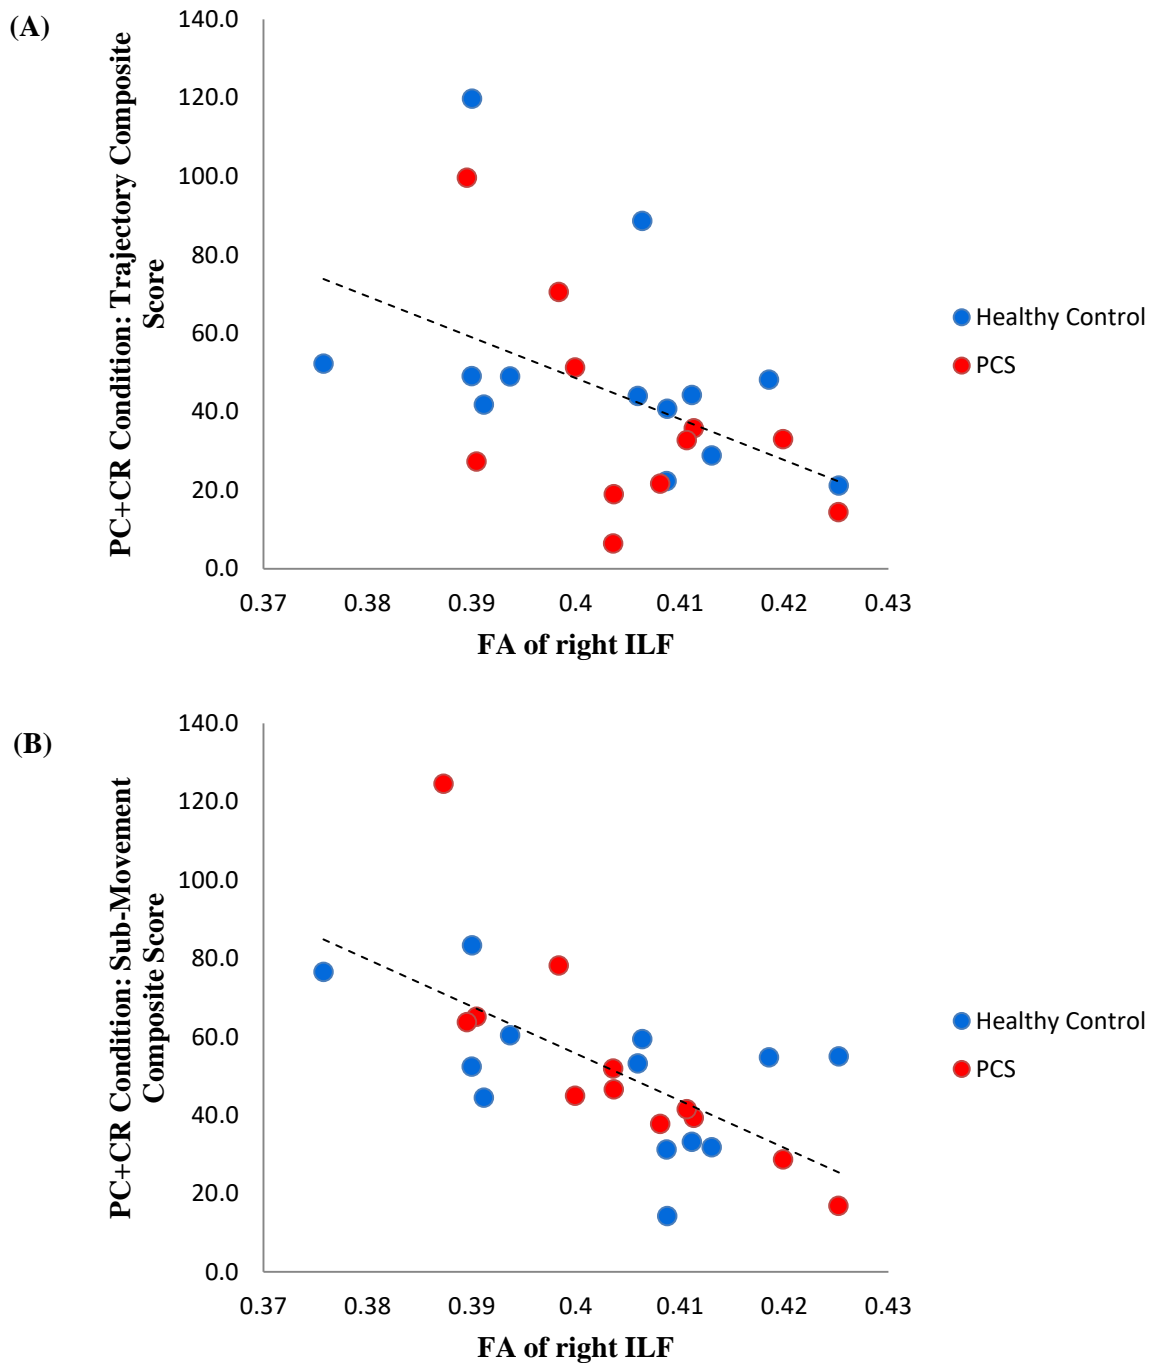 (A)
PC+CR Condition: Trajectory Composite
Score
140.0
120.0
100.0
80.0
60.0
40.0
20.0
0.0
0.37 0.38 0.39 0.4 0.41 0.42 0.43
FA of right ILF
Healthy Control
PCS
(B)
PC+CR Condition: Sub-Movement
Composite Score
140.0
120.0
100.0
80.0
60.0
40.0
20.0
0.0
0.37 0.38 0.39 0.4 0.41 0.42 0.43
FA of right ILF
Healthy Control
PCS